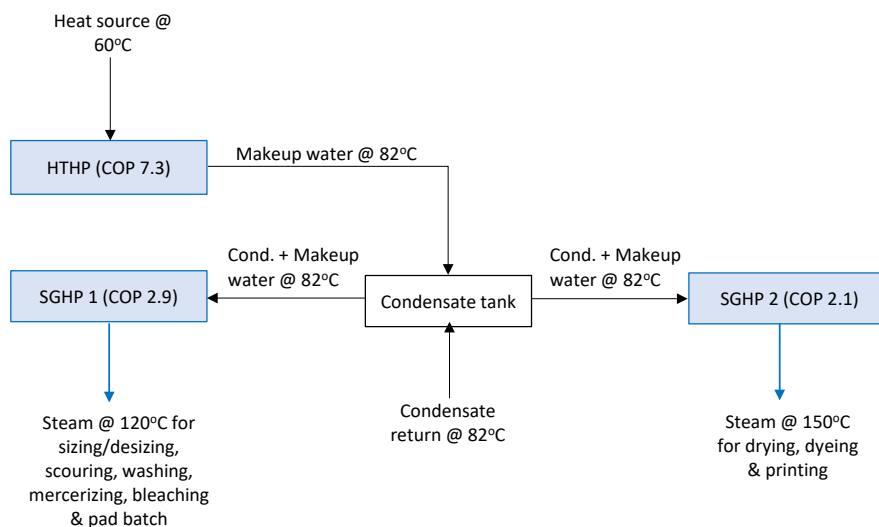 Heat source @
60°C
HTHP (COP 7.3)
Makeup water @ 82°C
Cond. + Makeup
water @ 82°C
Cond. + Makeup
water @ 82°C
SGHP 1 (COP 2.9)
Condensate tank
SGHP 2 (COP 2.1)
Steam @ 120°C for
sizing/desizing,
scouring, washing,
mercerizing, bleaching
& pad batch
Condensate
return @ 82°C
Steam @ 150°C
for drying, dyeing
& printing